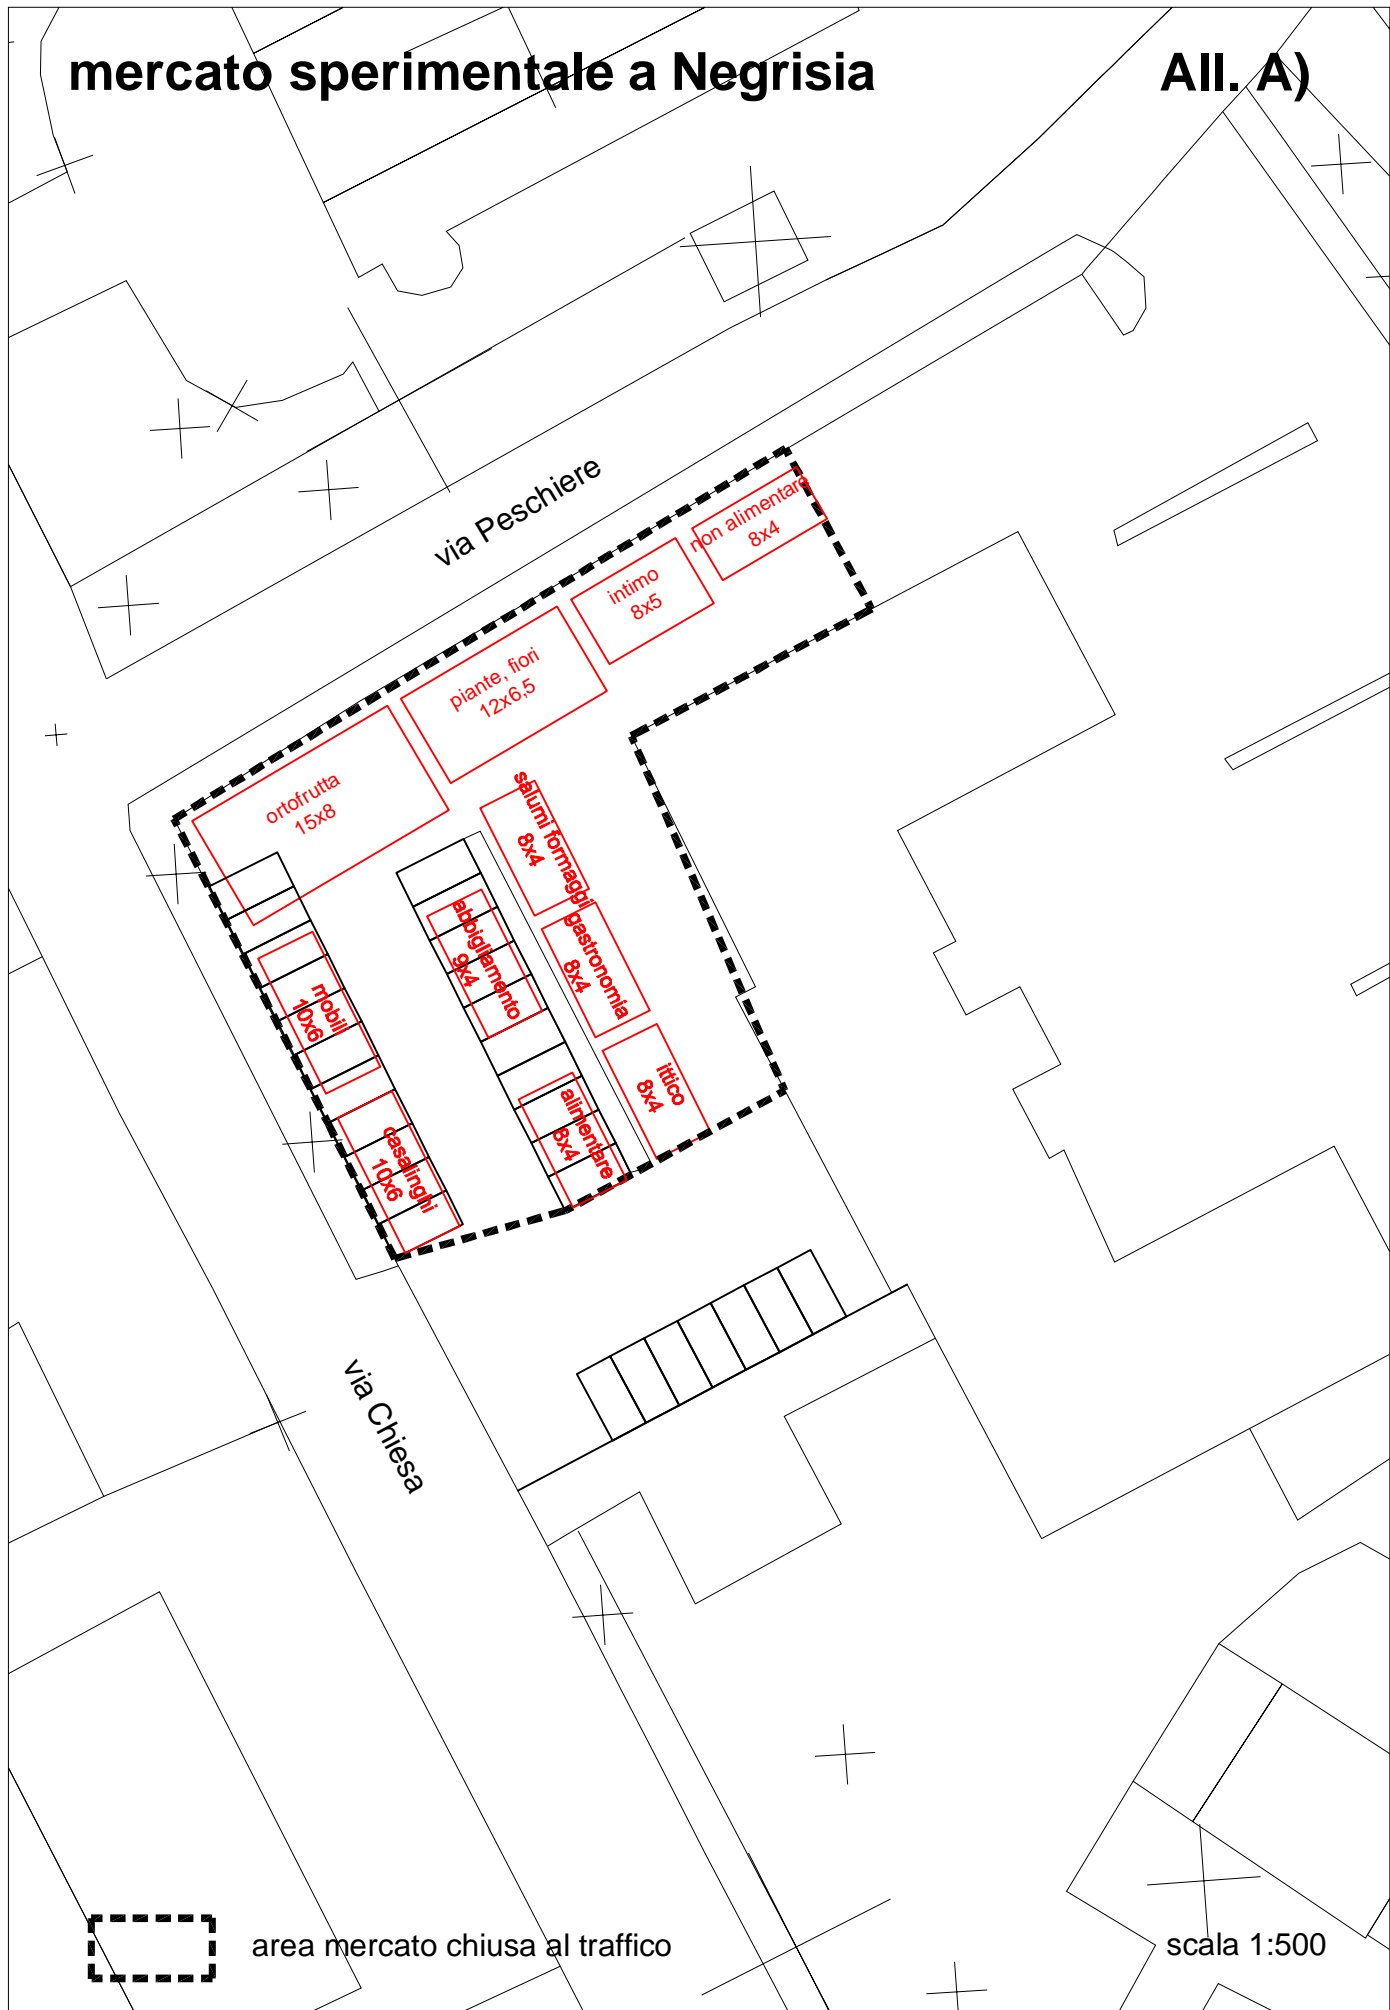 mercato sperimentale a Negrisia
All. A)
via Peschiere
non alimentare
8x4
intimo
8x5
piante, fiori
12x6,5
ortofrutta
15x8
salumi formaggi
8x4
abbigliamento
9x4
gastronomia
8x4
mobili
10x6
ittico
8x4
alimentare
8x4
casalinghi
10x6
via Chiesa
area mercato chiusa al traffico
scala 1:500